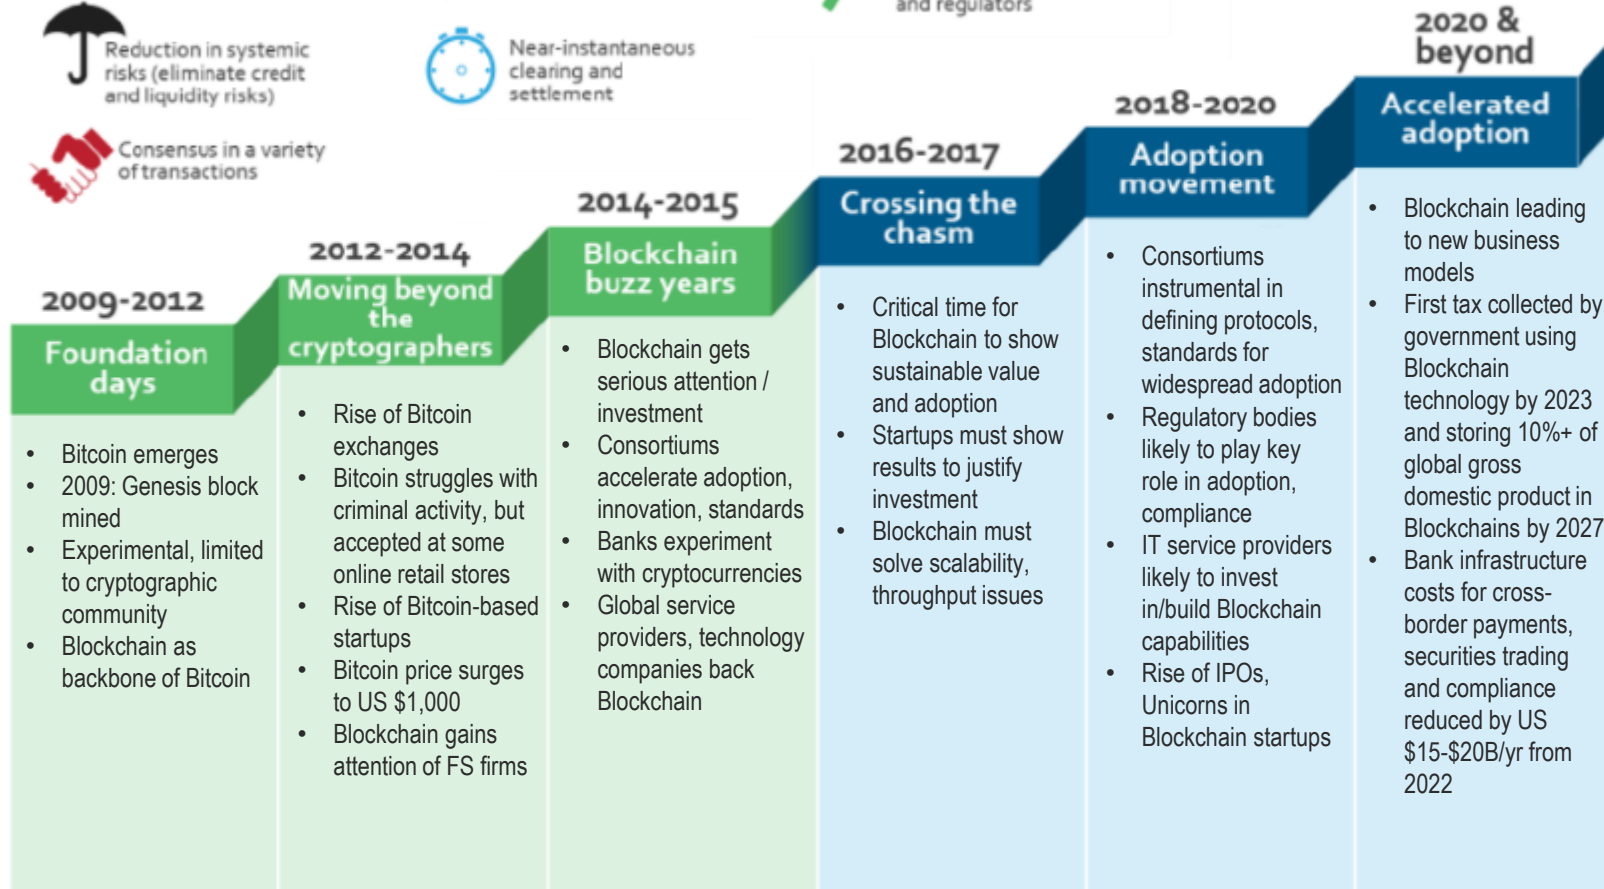 and regulators
Reduction in systemic
risks (eliminate credit
and liquidity risks)
Near-instantaneous
clearing and
settlement
Consensus in a variety
of transactions
2009-2012
Foundation
days
• Bitcoin emerges
• 2009: Genesis block
mined
• Experimental, limited
to cryptographic
community
• Blockchain as
backbone of Bitcoin
2012-2014
Moving beyond
the
cryptographers
• Rise of Bitcoin
exchanges
• Bitcoin struggles with
criminal activity, but
accepted at some
online retail stores
• Rise of Bitcoin-based
startups
• Bitcoin price surges
to US $1,000
• Blockchain gains
attention of FS firms
2014-2015
Blockchain
buzz years
• Blockchain gets
serious attention /
investment
• Consortiums
accelerate adoption,
innovation, standards
• Banks experiment
with cryptocurrencies
• Global service
providers, technology
companies back
Blockchain
2016-2017
Crossing the
chasm
• Critical time for
Blockchain to show
sustainable value
and adoption
• Startups must show
results to justify
investment
• Blockchain must
solve scalability,
throughput issues
2018-2020
Adoption
movement
• Consortiums
instrumental in
defining protocols,
standards for
widespread adoption
• Regulatory bodies
likely to play key
role in adoption,
compliance
• IT service providers
likely to invest
in/build Blockchain
capabilities
• Rise of IPOs,
Unicorns in
Blockchain startups
2020 &
beyond
Accelerated
adoption
• Blockchain leading
to new business
models
• First tax collected by
government using
Blockchain
technology by 2023
and storing 10%+ of
global gross
domestic product in
Blockchains by 2027
• Bank infrastructure
costs for cross-
border payments,
securities trading
and compliance
reduced by US
$15-$20B/yr from
2022